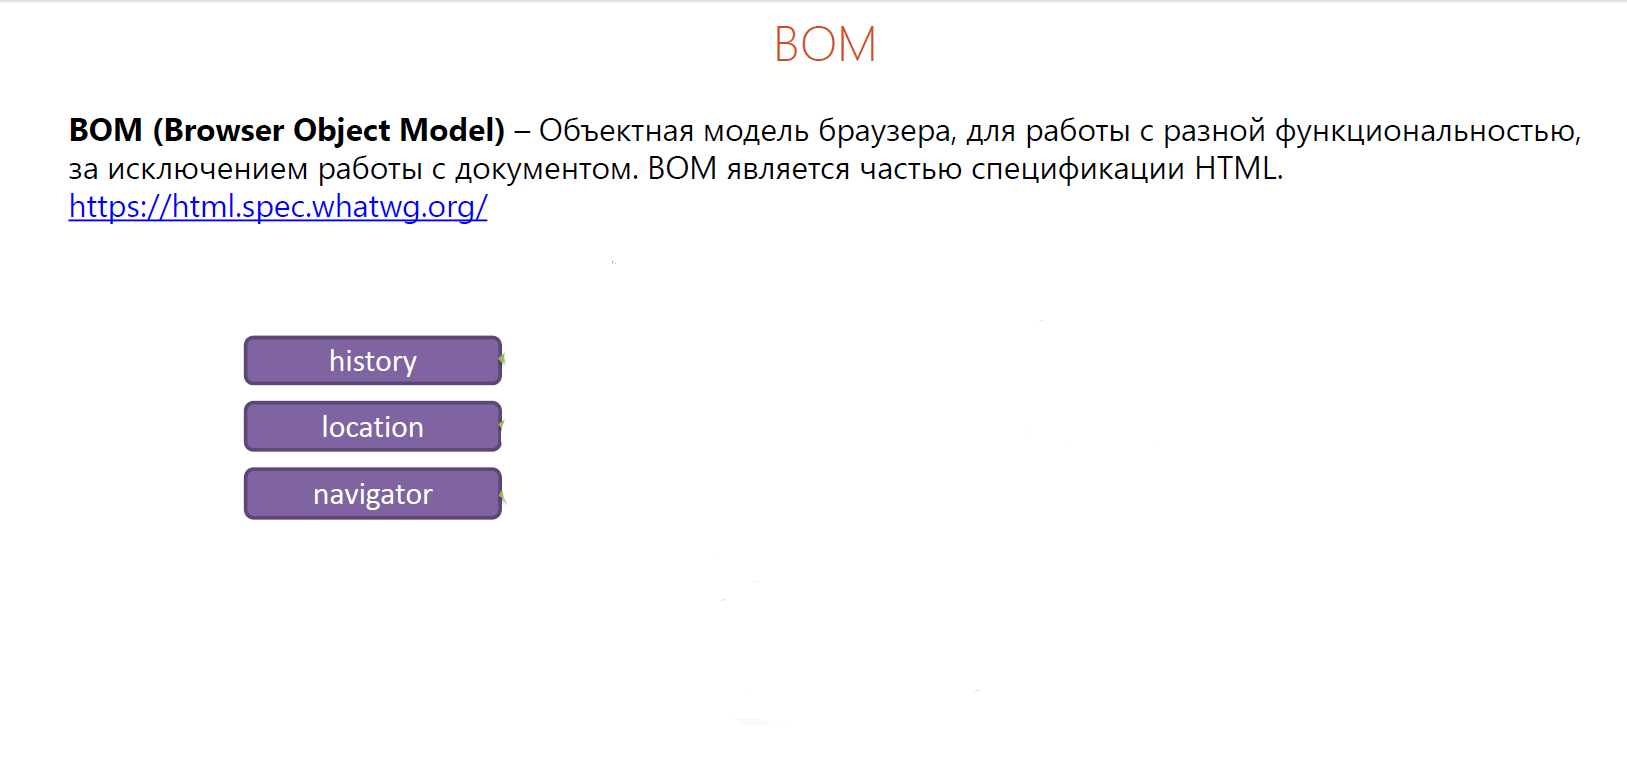 BOM
BOM (Browser Object Model) – Объектная модель браузера, для работы с разной функциональностью,
за исключением работы с документом. BOM является частью спецификации HTML.
https://html.spec.whatwg.org/
history
location
navigator